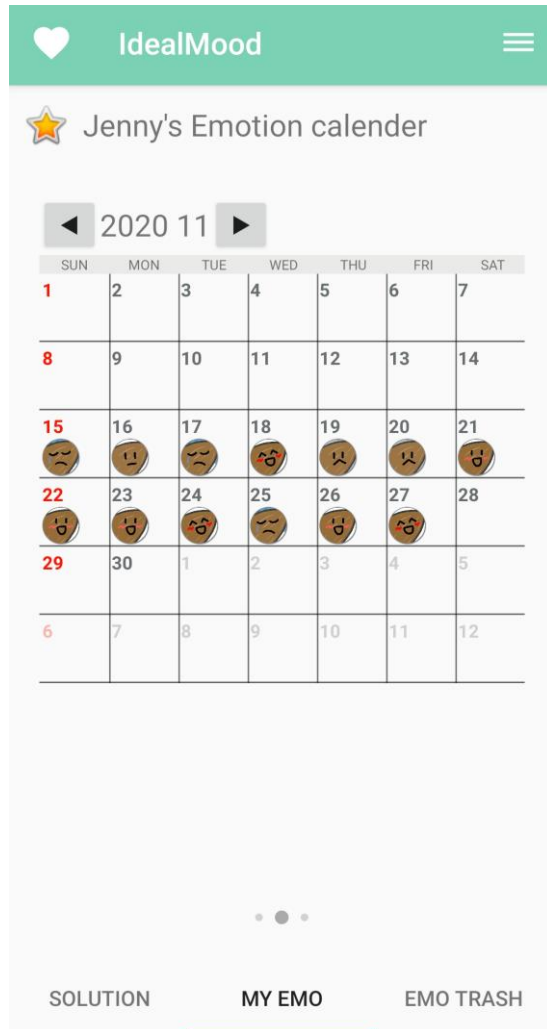 IdealMood
Jenny's Emotion calender
2020 11
SUN MON TUE WED THU FRI SAT
1 2 3 4 5 6 7
8 9 10 11 12 13 14
15 16 17 18 19 20 21
22 23 24 25 26 27 28
29 30 1 2 3 4 5
6 7 8 9 10 11 12
SOLUTION MY EMO EMO TRASH